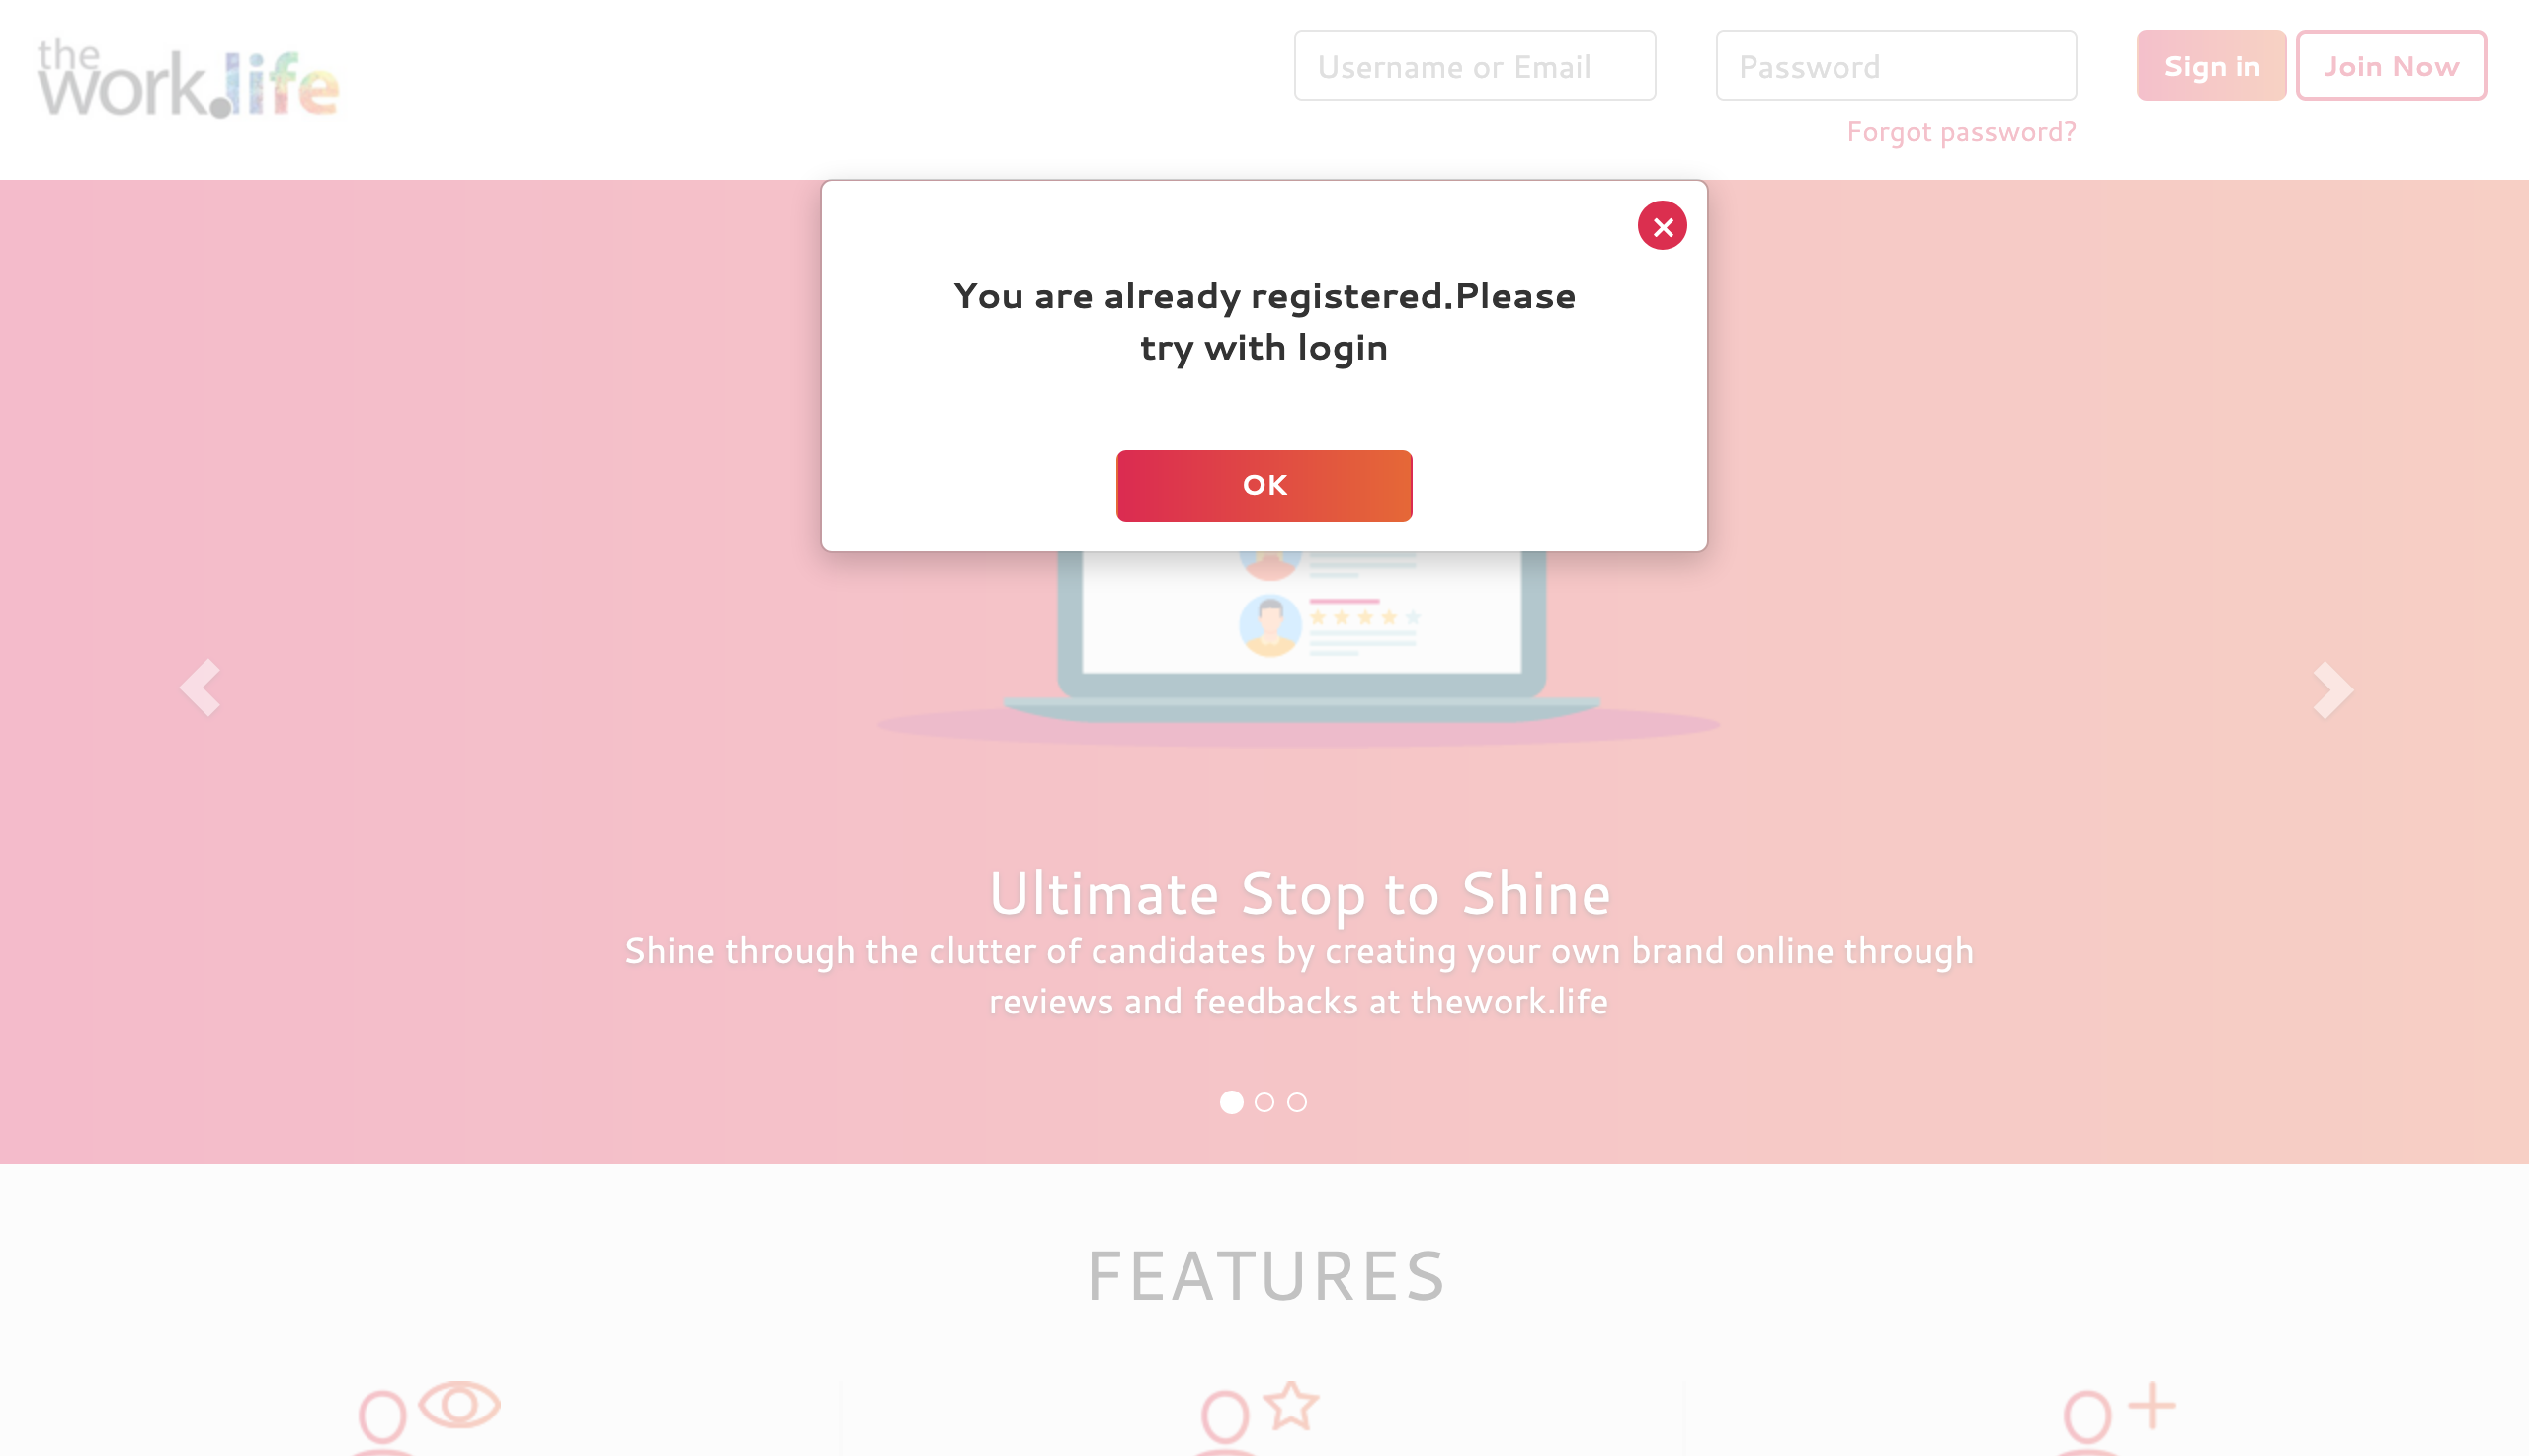 the
work.life
Username or Email
Password
Sign in
Join Now
Forgot password?
You are already registered.Please
try with login
OK
Ultimate Stop to Shine
Shine through the clutter of candidates by creating your own brand online through
reviews and feedbacks at thework.life
FEATURES